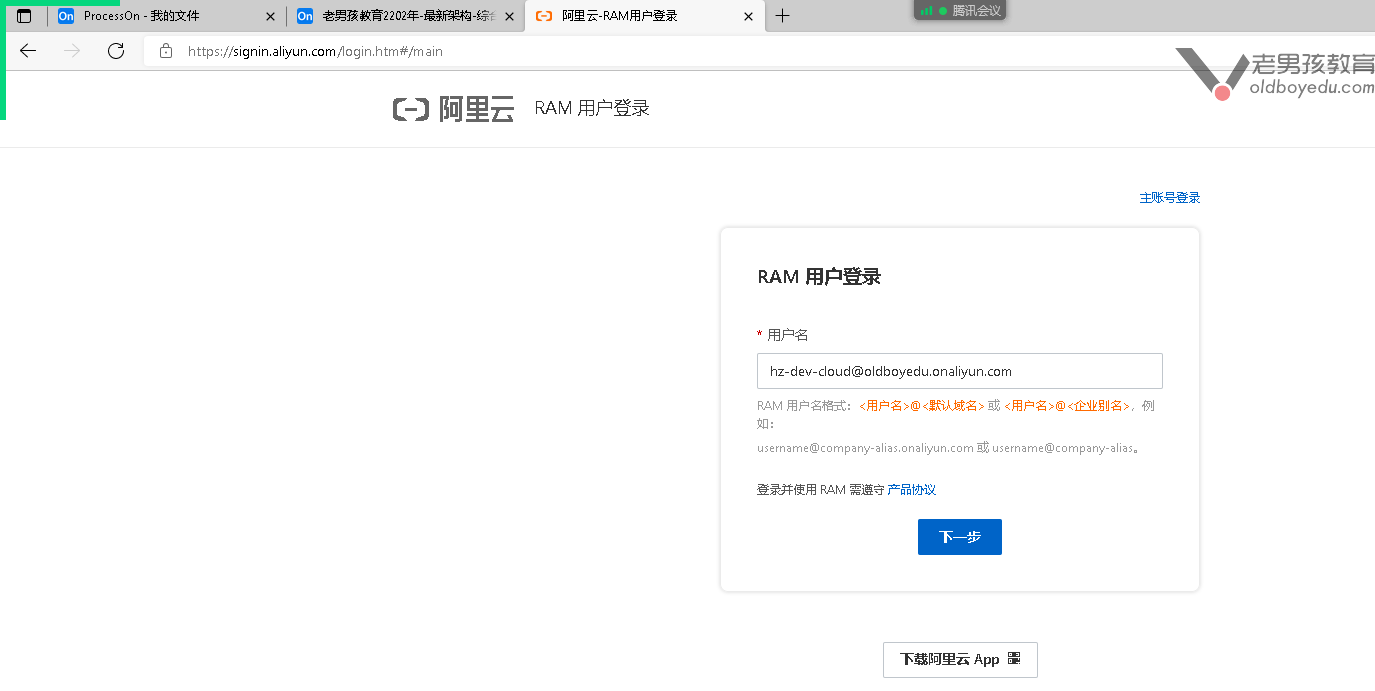 ProcessOn - 我的文件
老男孩教育2202年-最新架构-综合
阿里云-RAM用户登录
腾讯会议
https://signin.aliyun.com/login.htm#/main
老男孩教育
oldboyedu.com
阿里云
RAM 用户登录
主账号登录
RAM 用户登录
* 用户名
hz-dev-cloud@oldboyedu.onaliyun.com
RAM 用户名格式：<用户名>@<默认域名> 或 <用户名>@<企业别名>，例
如：
username@company-alias.onaliyun.com 或 username@company-alias。
登录并使用 RAM 需遵守 产品协议
下一步
下载阿里云 App